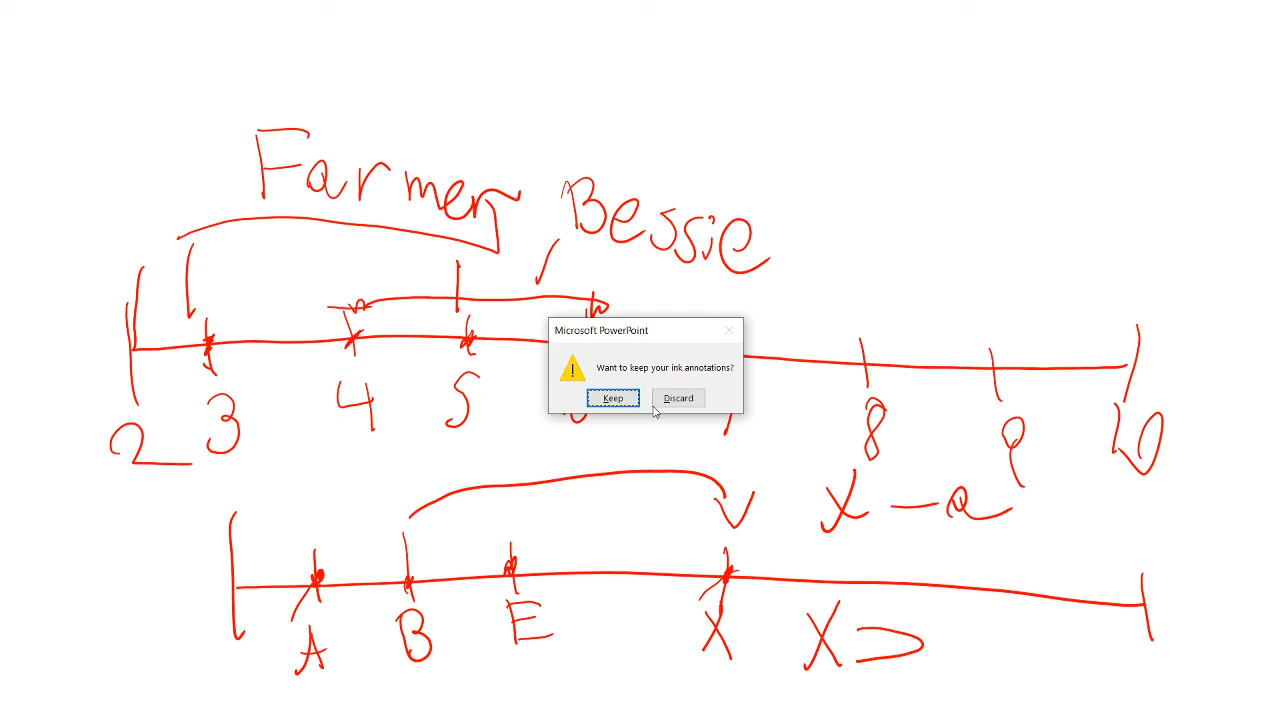 Farmer
Bessie
Microsoft PowerPoint
Want to keep your ink annotations?
Keep Discard
2 3 4 5 8 9 10
X - a
A B E X X >